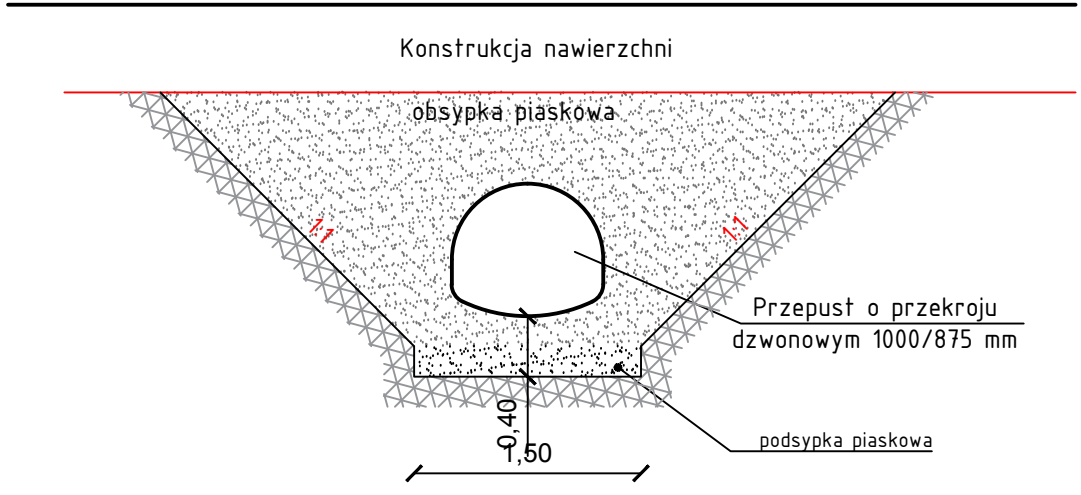 Konstrukcja nawierzchni
obsypka piaskowa
1:1
1:1
Przepust o przekroju
dzwonowym 1000/875 mm
0,40
podsypka piaskowa
1,50